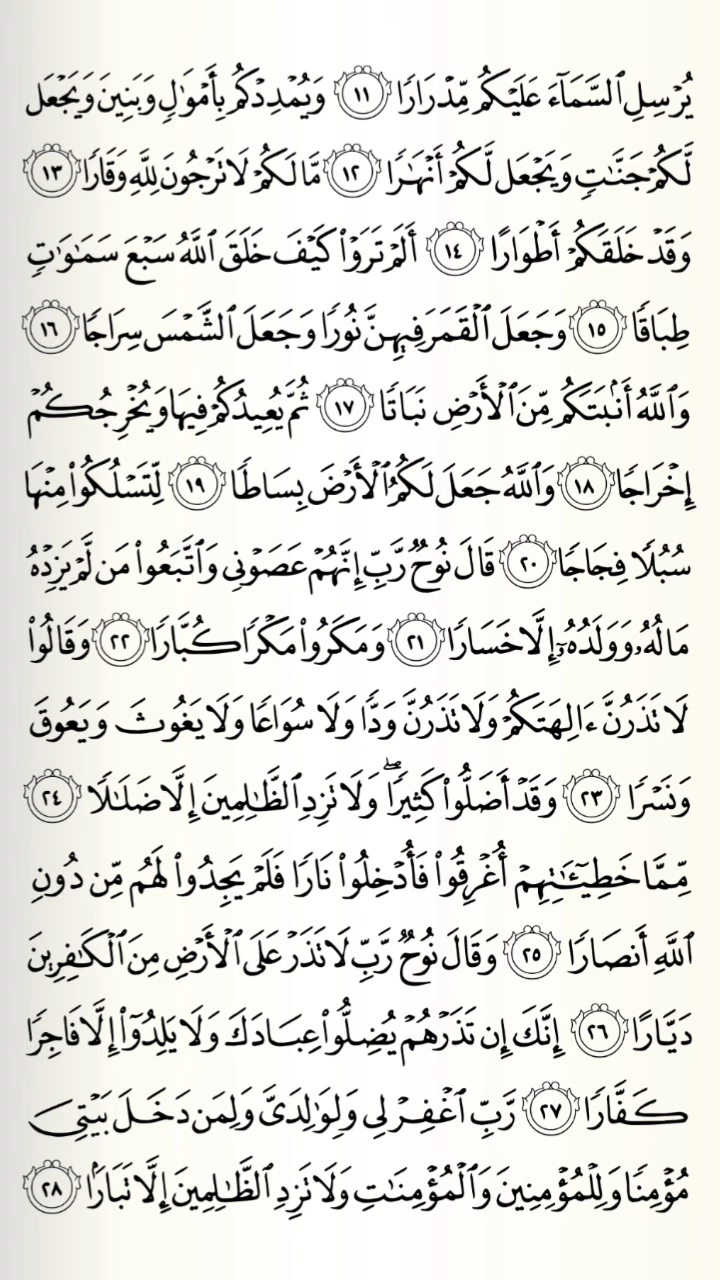 يُرْسِلِ ٱلسَّمَآءَ عَلَيْكُم مِّدْرَارًا ١١ وَيُمْدِدْكُم بِأَمْوَٰلٍ وَبَنِينَ وَيَجْعَل
لَّكُمْ جَنَّٰتٍ وَيَجْعَل لَّكُمْ أَنْهَٰرًا ١٢ مَّا لَكُمْ لَا تَرْجُونَ لِلَّهِ وَقَارًا ١٣
وَقَدْ خَلَقَكُمْ أَطْوَارًا ١٤ أَلَمْ تَرَوْا۟ كَيْفَ خَلَقَ ٱللَّهُ سَبْعَ سَمَٰوَٰتٍ
طِبَاقًا ١٥ وَجَعَلَ ٱلْقَمَرَ فِيهِنَّ نُورًا وَجَعَلَ ٱلشَّمْسَ سِرَاجًا ١٦
وَٱللَّهُ أَنۢبَتَكُم مِّنَ ٱلْأَرْضِ نَبَاتًا ١٧ ثُمَّ يُعِيدُكُمْ فِيهَا وَيُخْرِجُكُمْ
إِخْرَاجًا ١٨ وَٱللَّهُ جَعَلَ لَكُمُ ٱلْأَرْضَ بِسَاطًا ١٩ لِّتَسْلُكُوا۟ مِنْهَا
سُبُلًا فِجَاجًا ٢٠ قَالَ نُوحٌ رَّبِّ إِنَّهُمْ عَصَوْنِى وَٱتَّبَعُوا۟ مَن لَّمْ يَزِدْهُ
مَالُهُۥ وَوَلَدُهُۥٓ إِلَّا خَسَارًا ٢١ وَمَكَرُوا۟ مَكْرًا كُبَّارًا ٢٢ وَقَالُوا۟
لَا تَذَرُنَّ ءَالِهَتَكُمْ وَلَا تَذَرُنَّ وَدًّا وَلَا سُوَاعًا وَلَا يَغُوثَ وَيَعُوقَ
وَنَسْرًا ٢٣ وَقَدْ أَضَلُّوا۟ كَثِيرًا ۖ وَلَا تَزِدِ ٱلظَّٰلِمِينَ إِلَّا ضَلَٰلًا ٢٤
مِّمَّا خَطِيٓـَٰٔتِهِمْ أُغْرِقُوا۟ فَأُدْخِلُوا۟ نَارًا فَلَمْ يَجِدُوا۟ لَهُم مِّن دُونِ
ٱللَّهِ أَنصَارًا ٢٥ وَقَالَ نُوحٌ رَّبِّ لَا تَذَرْ عَلَى ٱلْأَرْضِ مِنَ ٱلْكَٰفِرِينَ
دَيَّارًا ٢٦ إِنَّكَ إِن تَذَرْهُمْ يُضِلُّوا۟ عِبَادَكَ وَلَا يَلِدُوٓا۟ إِلَّا فَاجِرًا
كَفَّارًا ٢٧ رَّبِّ ٱغْفِرْ لِى وَلِوَٰلِدَىَّ وَلِمَن دَخَلَ بَيْتِىَ
مُؤْمِنًا وَلِلْمُؤْمِنِينَ وَٱلْمُؤْمِنَٰتِ وَلَا تَزِدِ ٱلظَّٰلِمِينَ إِلَّا تَبَارًۢا ٢٨